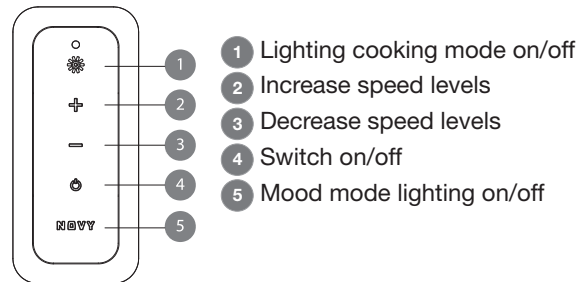 1 1 Lighting cooking mode on/off
2 2 Increase speed levels
3 3 Decrease speed levels
4 4 Switch on/off
NOVY 5 5 Mood mode lighting on/off